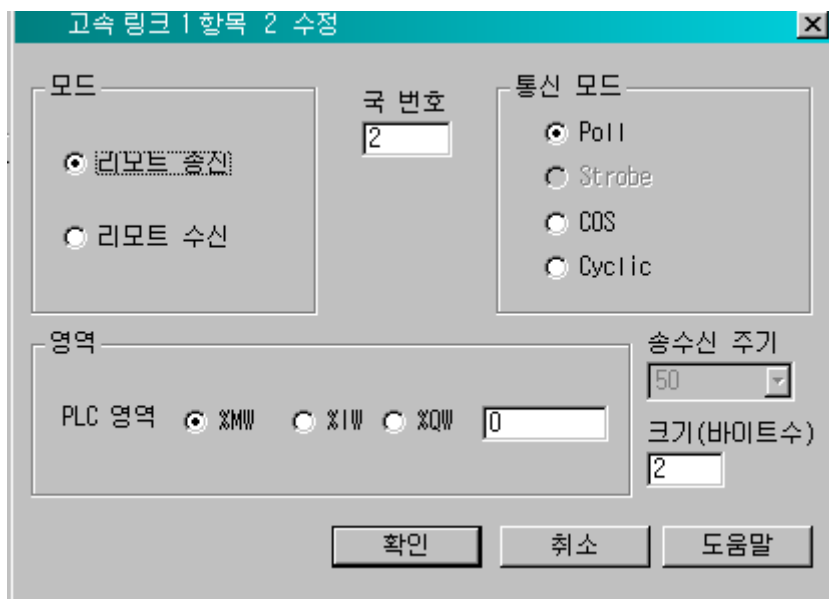 고속 링크 1 항목 2 수정
모드
리모트 송신
리모트 수신
국 번호
2
통신 모드
Poll
Strobe
COS
Cyclic
영역
PLC 영역 %MW %IW %QW 0
송수신 주기
50
크기(바이트수)
2
확인 취소 도움말